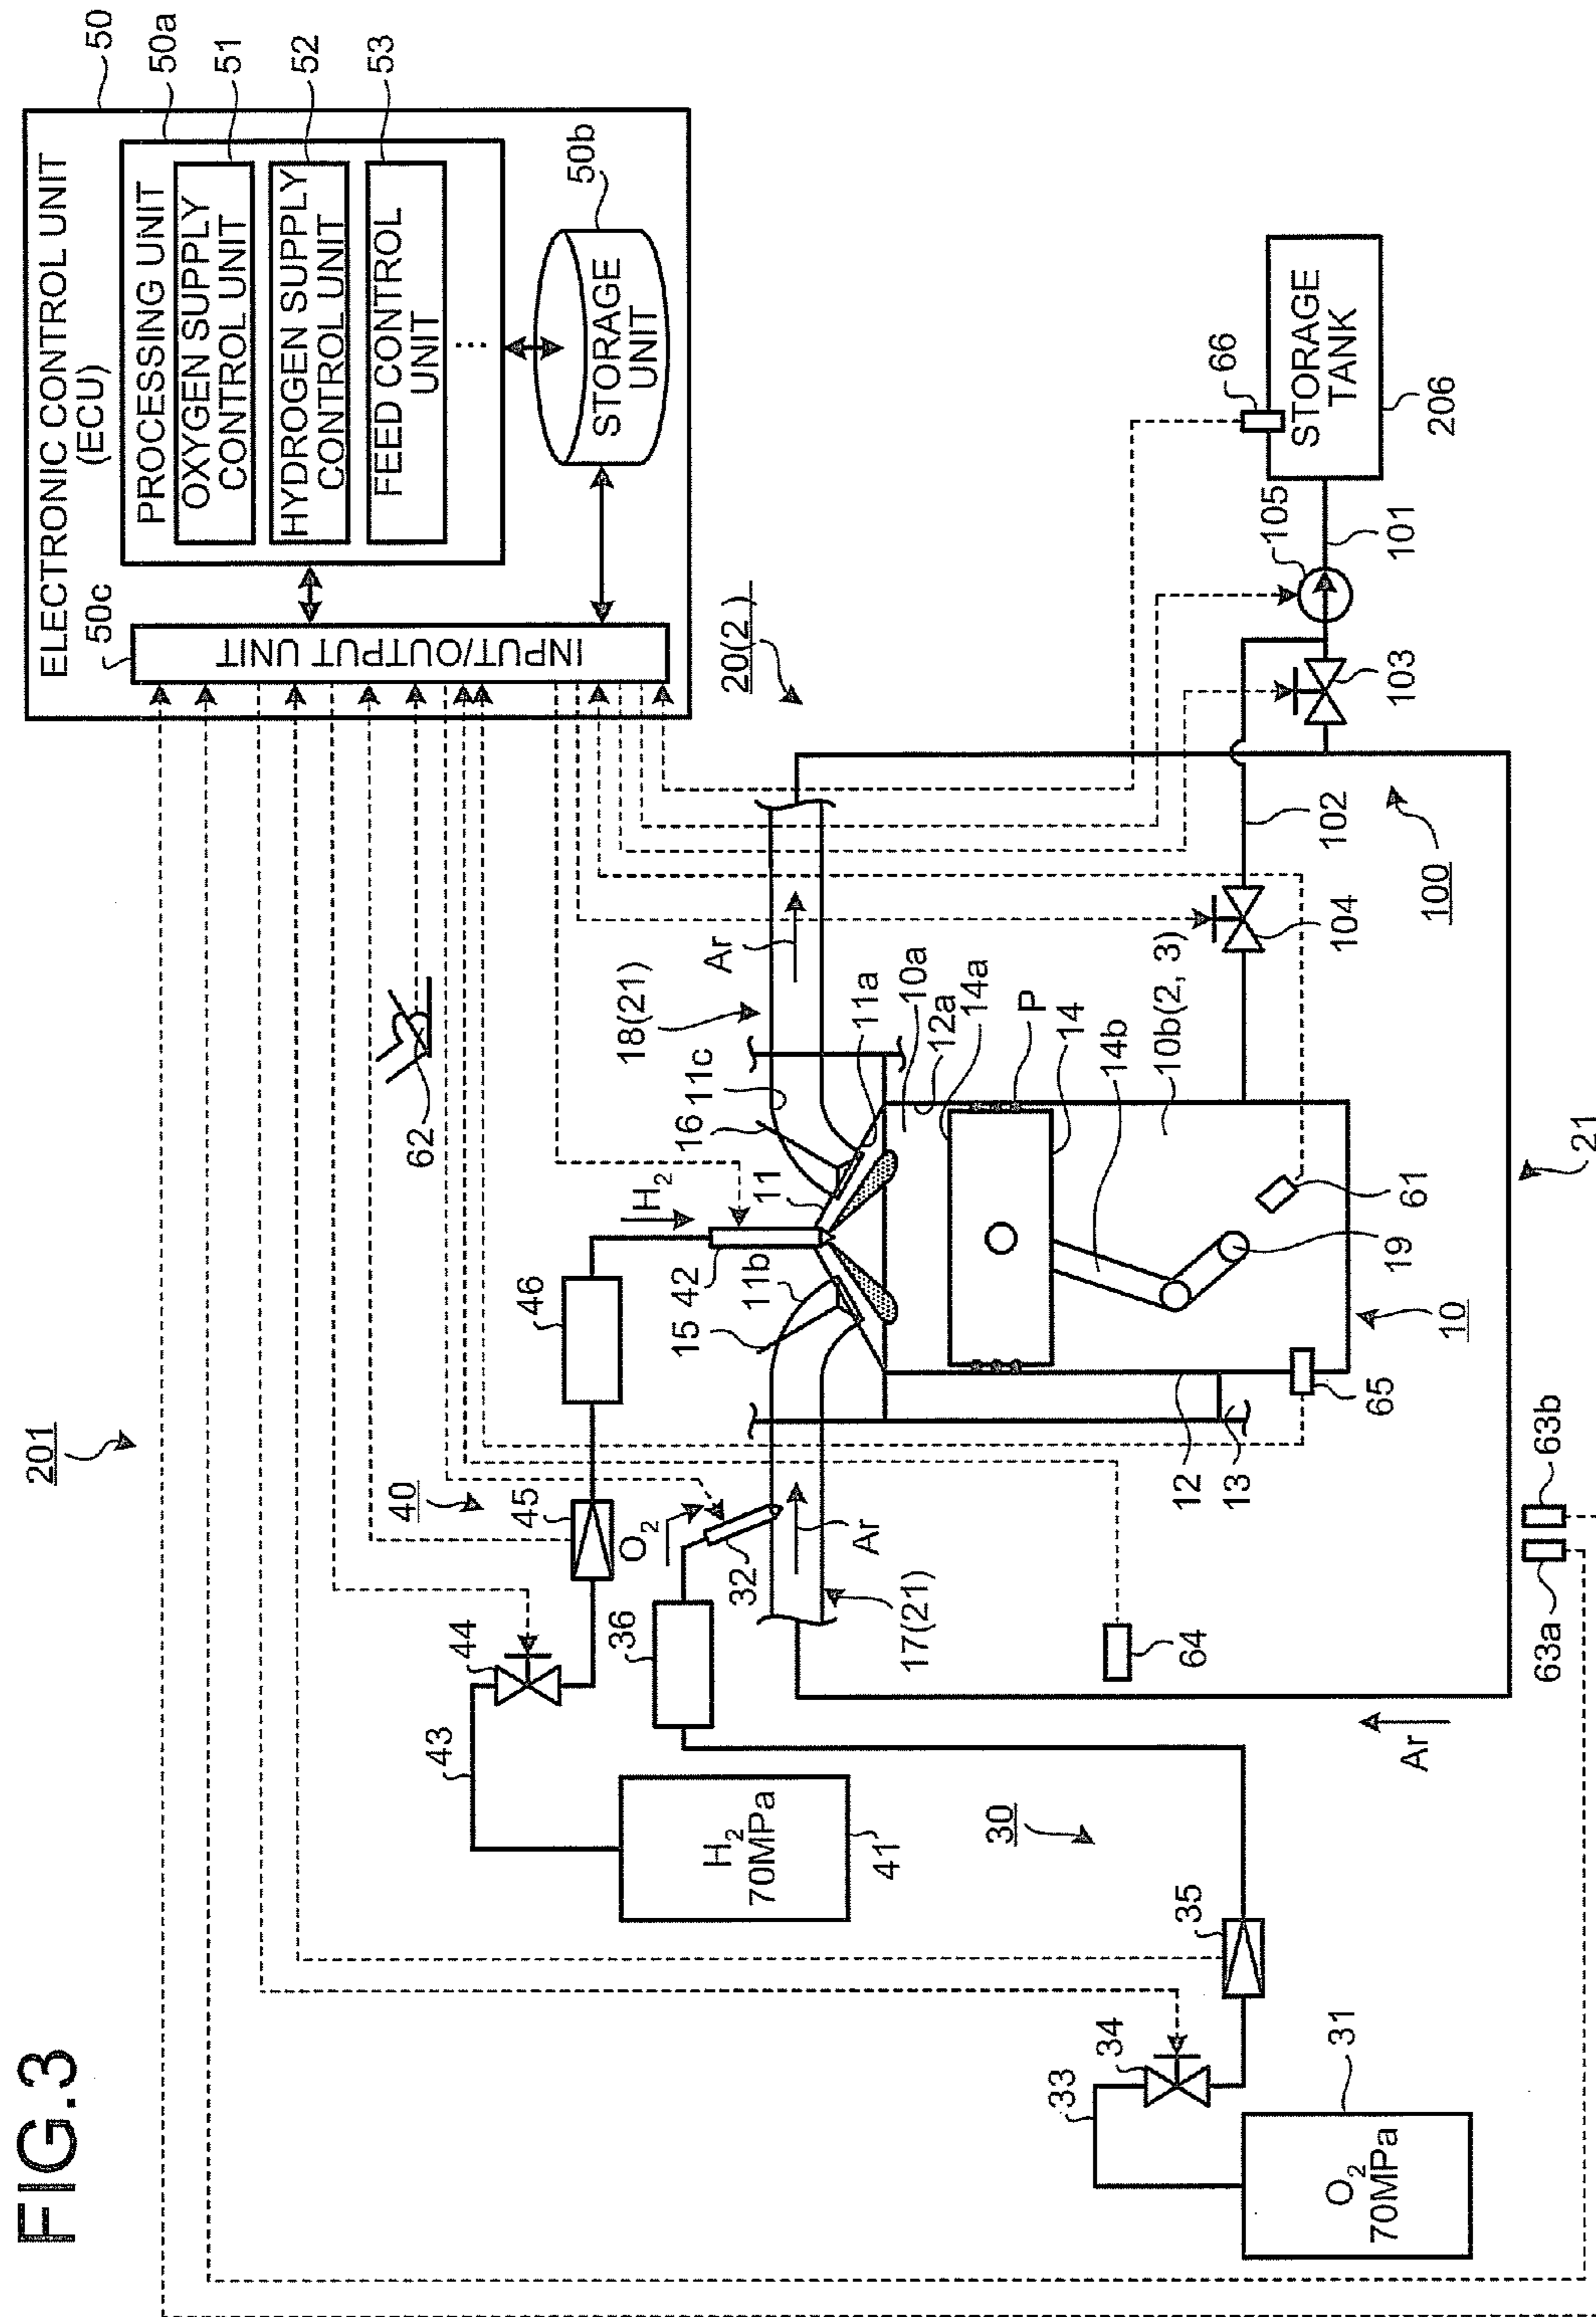 FIG.3
201
ELECTRONIC CONTROL UNIT
(ECU)
50
50c
PROCESSING UNIT
50a
OXYGEN SUPPLY
CONTROL UNIT
51
HYDROGEN SUPPLY
CONTROL UNIT
52
FEED CONTROL
UNIT
53
⋮
INPUT/OUTPUT UNIT
STORAGE
UNIT
50b
62
43
44
40
45
46
H2
H2
70MPa
41
O2
36
32
15
42
11b
11
16
11c
18(21)
Ar
20(2 )
17(21)
Ar
11a
10a
12a
14a
P
14
14b
10b(2, 3)
30
64
12
13
65
10
19
61
104
102
100
103
105
101
66
STORAGE
TANK
206
33
34
35
O2
70MPa
31
Ar
63a
63b
21